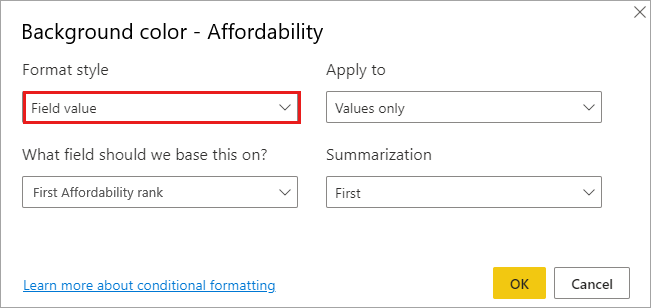 Background color - Affordability
Format style
Apply to
Field value
Values only
What field should we base this on?
Summarization
First Affordability rank
First
Learn more about conditional formatting
OK
Cancel